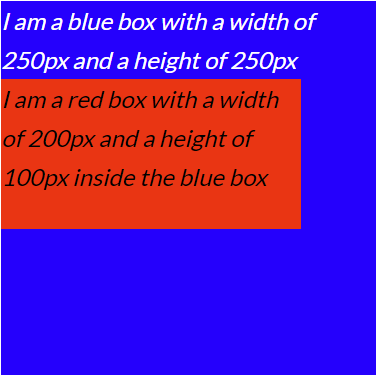 I am a blue box with a width of
250px and a height of 250px
I am a red box with a width
of 200px and a height of
100px inside the blue box